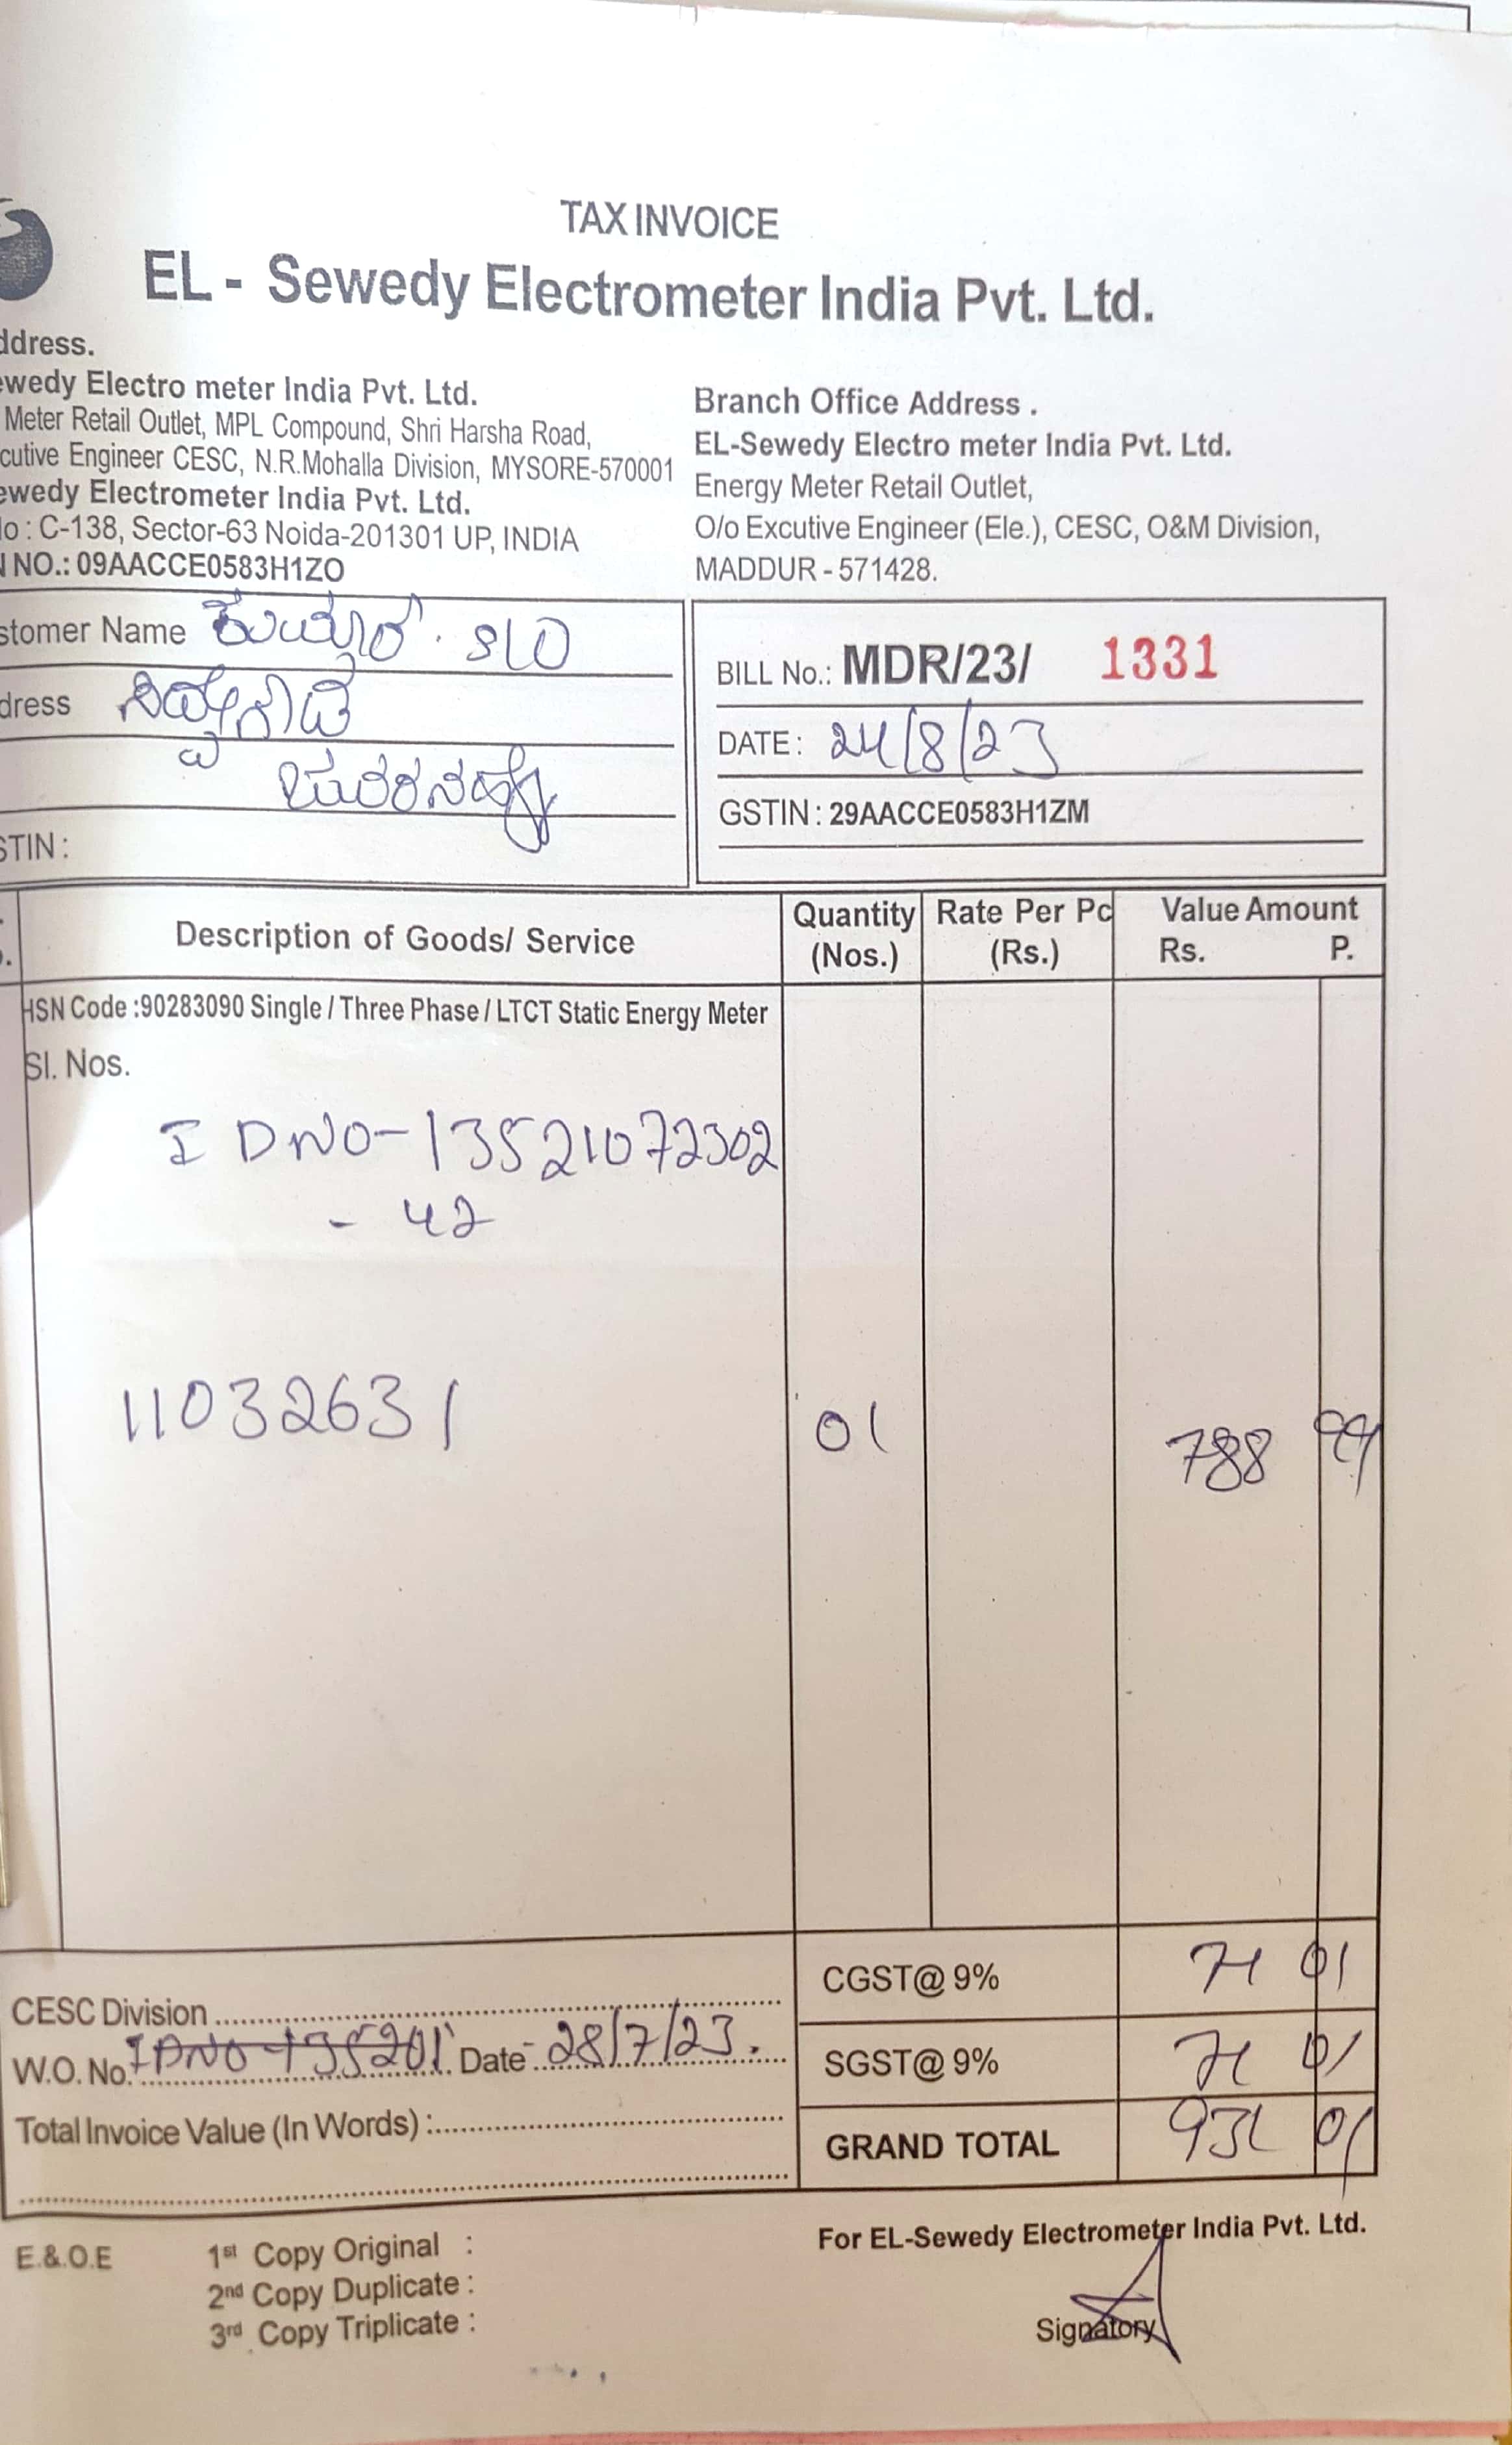 TAX INVOICE
EL - Sewedy Electrometer India Pvt. Ltd.
ddress.
ewedy Electro meter India Pvt. Ltd.
Meter Retail Outlet, MPL Compound, Shri Harsha Road,
cutive Engineer CESC, N.R.Mohalla Division, MYSORE-570001
ewedy Electrometer India Pvt. Ltd.
lo : C-138, Sector-63 Noida-201301 UP, INDIA
NO.: 09AACCE0583H1ZO
Branch Office Address .
EL-Sewedy Electro meter India Pvt. Ltd.
Energy Meter Retail Outlet,
O/o Excutive Engineer (Ele.), CESC, O&M Division,
MADDUR - 571428.
stomer Name ಕುಮಾರ. S/O
dress
STIN :
BILL No.: MDR/23/ 1331
DATE : 24/8/23
GSTIN : 29AACCE0583H1ZM
Description of Goods/ Service Quantity (Nos.) Rate Per Pc (Rs.) Value Amount Rs. P.
HSN Code :90283090 Single / Three Phase / LTCT Static Energy Meter
Sl. Nos.
I D NO-13521072302
- 42
11032631 01 788 99
CGST@ 9% 71 01
CESC Division
W.O. No. IDNO-135201 Date 28/7/23.
SGST@ 9% 71 01
Total Invoice Value (In Words) :
GRAND TOTAL 931 01
For EL-Sewedy Electrometer India Pvt. Ltd.
E.&.O.E 1st Copy Original :
2nd Copy Duplicate :
3rd Copy Triplicate :
Signatory